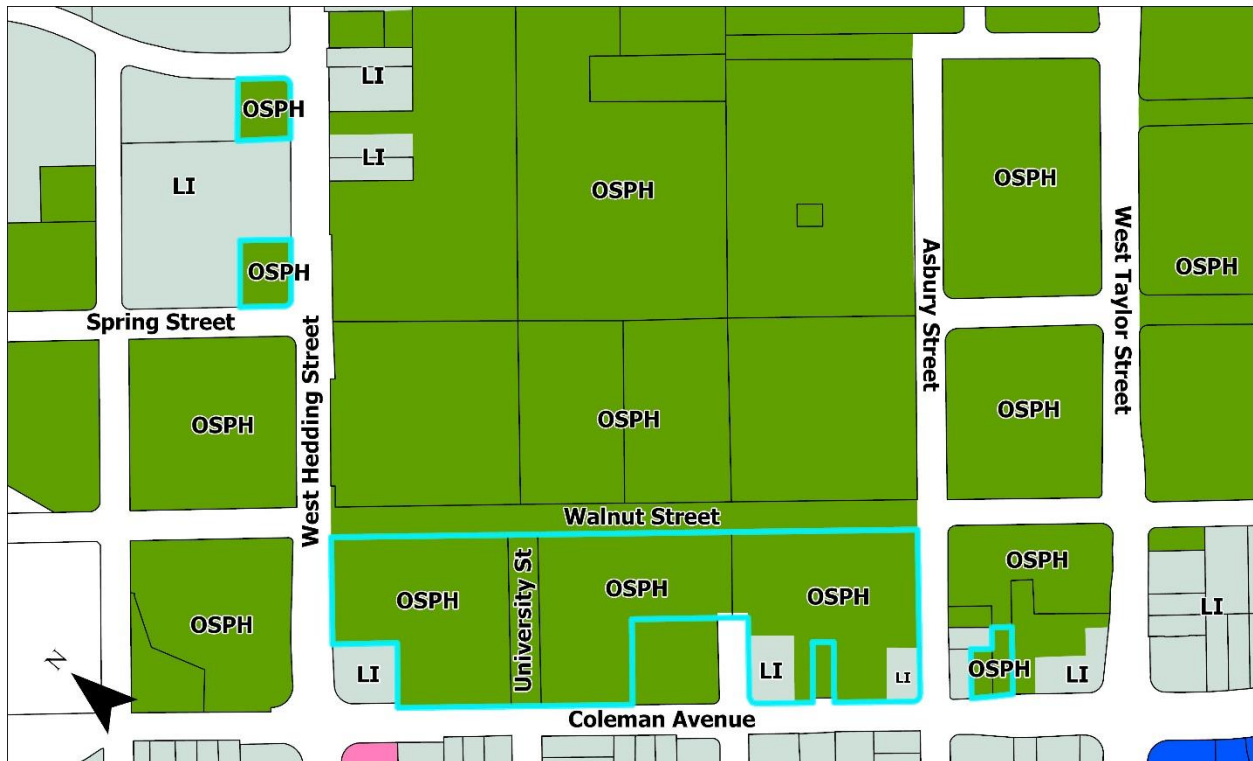 LI
OSPH
LI
LI
OSPH
OSPH
OSPH
OSPH
OSPH
Spring Street
West Hedding Street
Asbury Street
West Taylor Street
OSPH
OSPH
OSPH
Walnut Street
OSPH
OSPH
University St
OSPH
OSPH
OSPH
LI
LI
LI
LI
OSPH
LI
N
Coleman Avenue